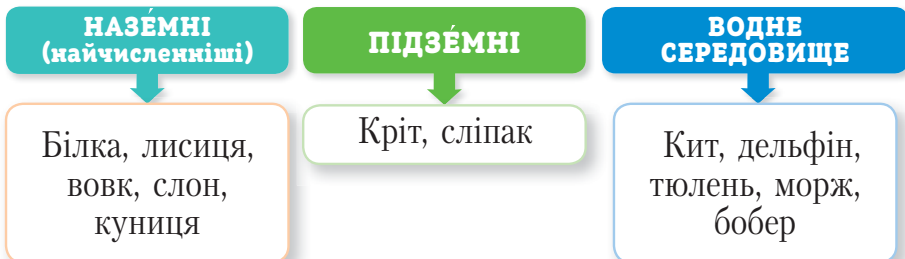 НАЗЕ́МНІ
(найчисленніші)
Білка, лисиця,
вовк, слон,
куниця
ПІДЗЕ́МНІ
Кріт, сліпак
ВОДНЕ
СЕРЕДОВИЩЕ
Кит, дельфін,
тюлень, морж,
бобер